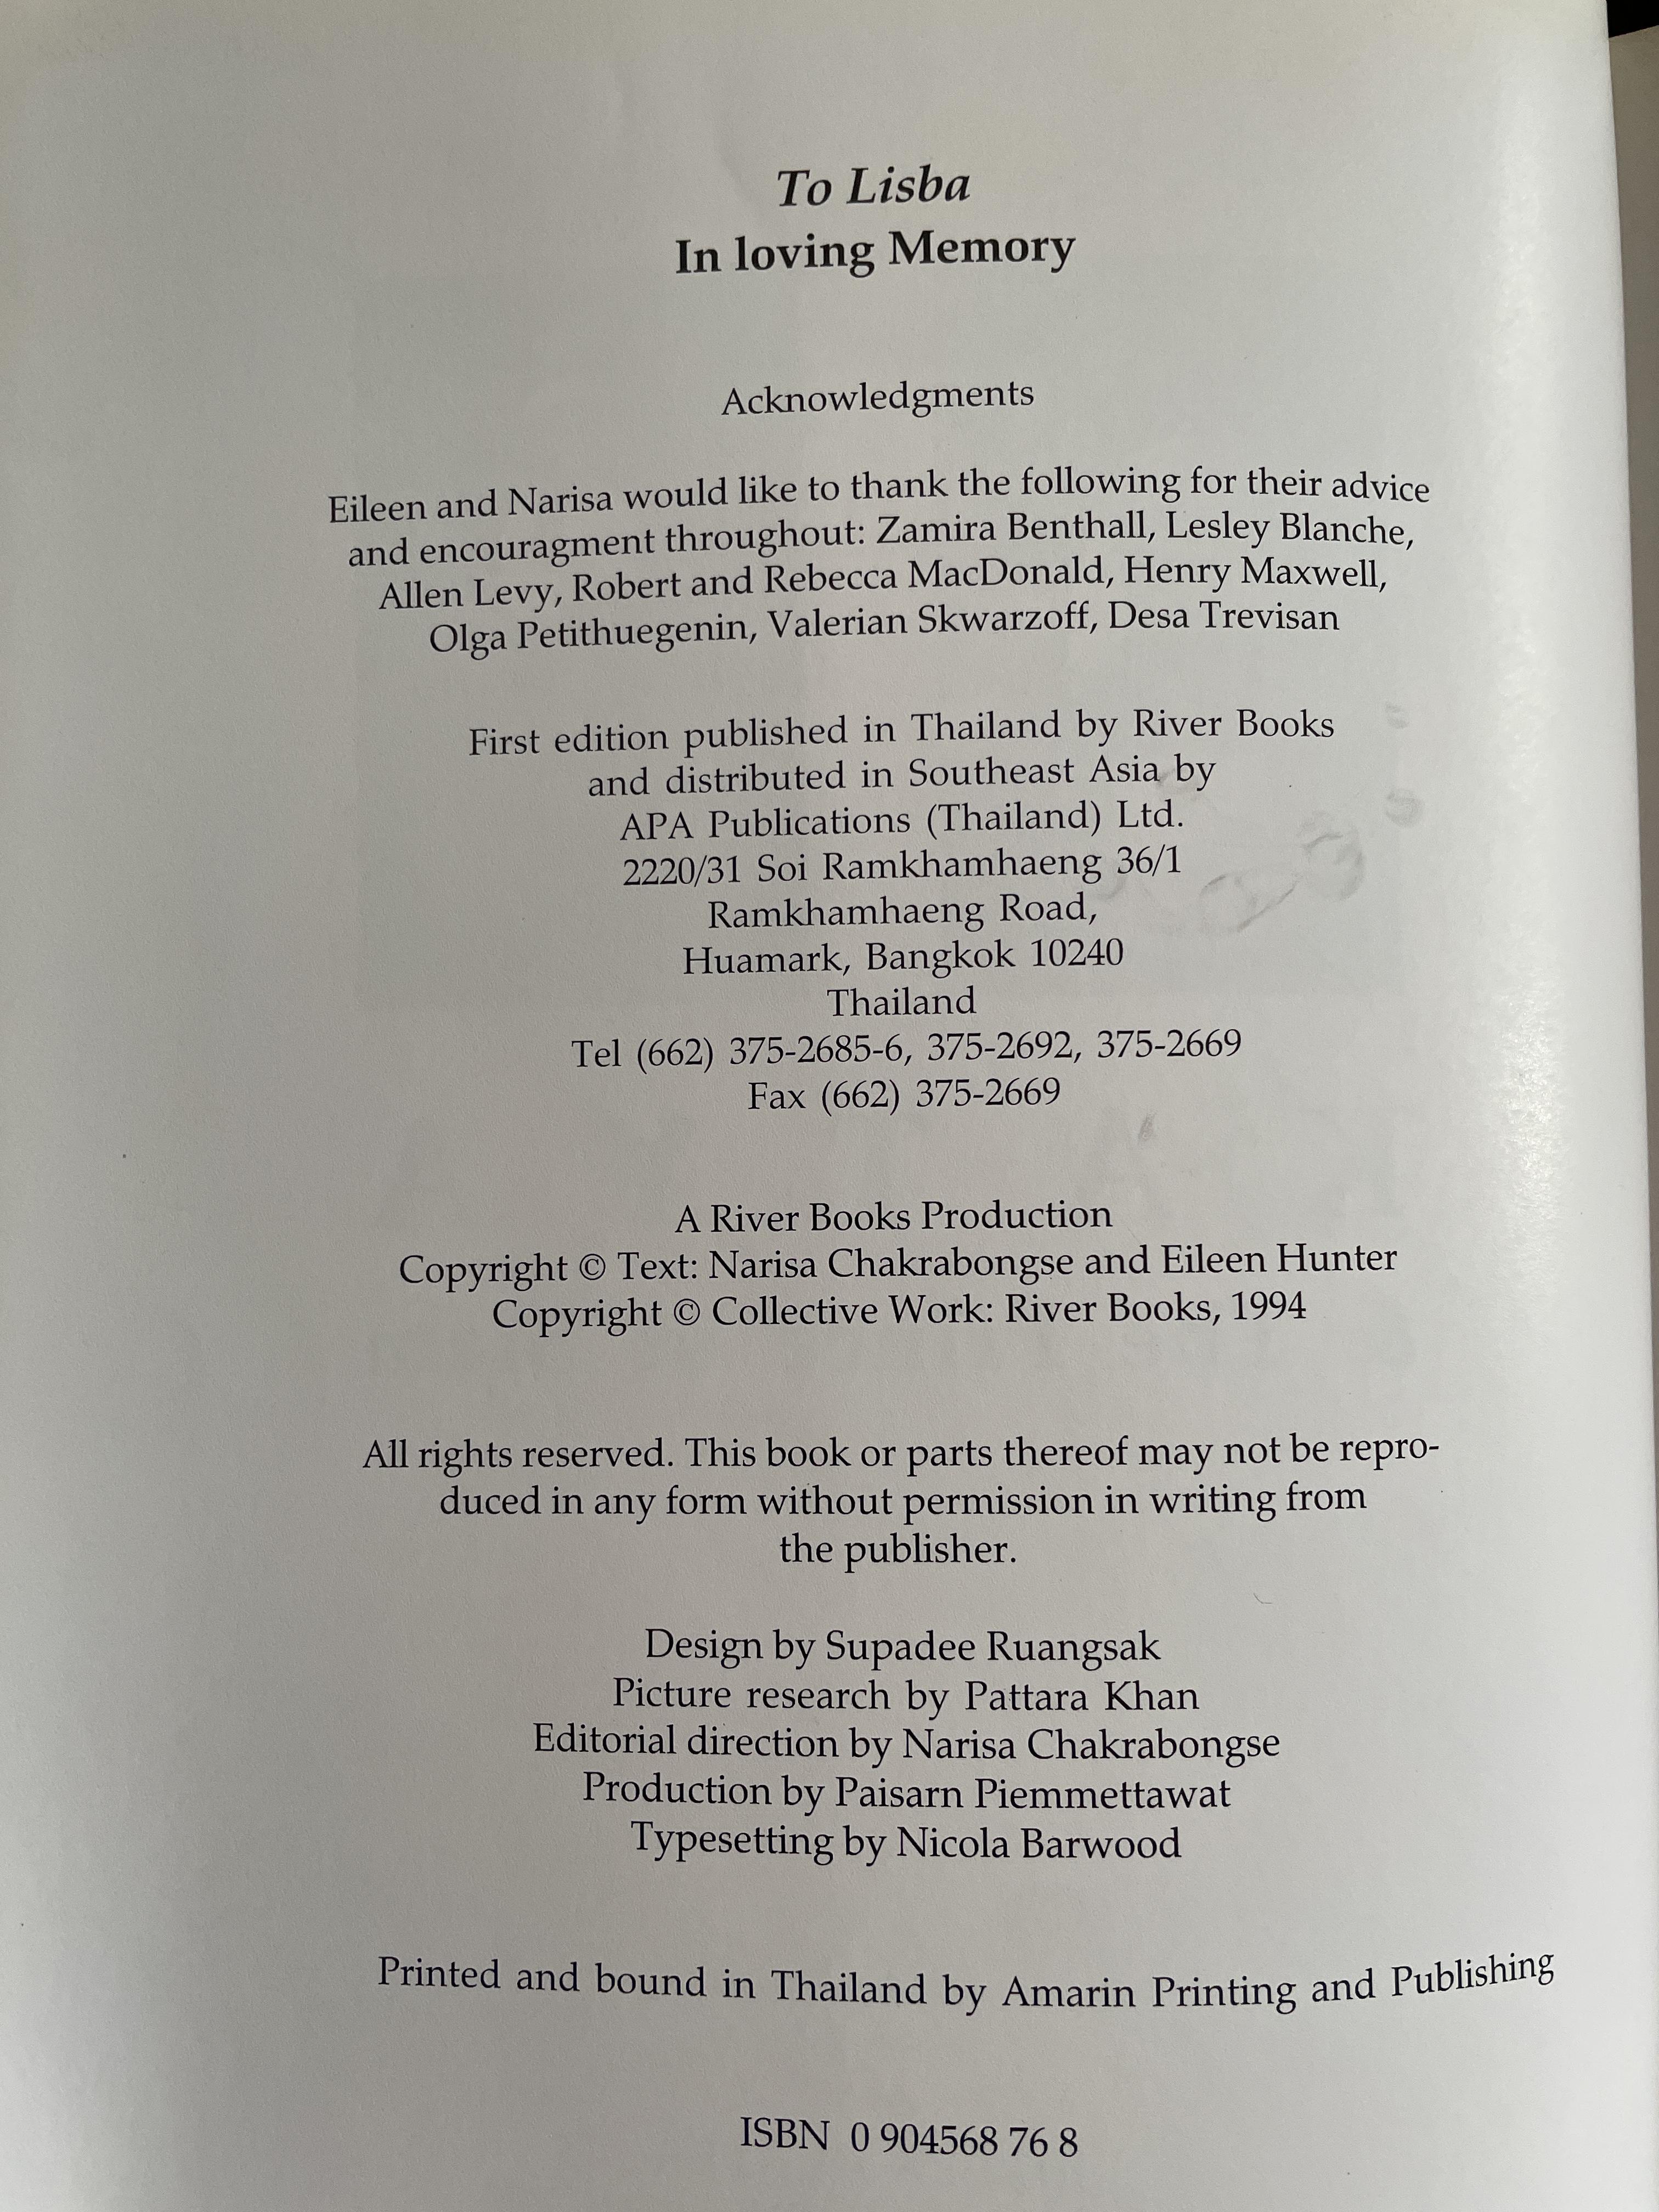 To Lisba
In loving Memory
Acknowledgments
Eileen and Narisa would like to thank the following for their advice
and encouragment throughout: Zamira Benthall, Lesley Blanche,
Allen Levy, Robert and Rebecca MacDonald, Henry Maxwell,
Olga Petithuegenin, Valerian Skwarzoff, Desa Trevisan
First edition published in Thailand by River Books
and distributed in Southeast Asia by
APA Publications (Thailand) Ltd.
2220/31 Soi Ramkhamhaeng 36/1
Ramkhamhaeng Road,
Huamark, Bangkok 10240
Thailand
Tel (662) 375-2685-6, 375-2692, 375-2669
Fax (662) 375-2669
A River Books Production
Copyright © Text: Narisa Chakrabongse and Eileen Hunter
Copyright © Collective Work: River Books, 1994
All rights reserved. This book or parts thereof may not be repro-
duced in any form without permission in writing from
the publisher.
Design by Supadee Ruangsak
Picture research by Pattara Khan
Editorial direction by Narisa Chakrabongse
Production by Paisarn Piemmettawat
Typesetting by Nicola Barwood
Printed and bound in Thailand by Amarin Printing and Publishing
ISBN 0 904568 76 8